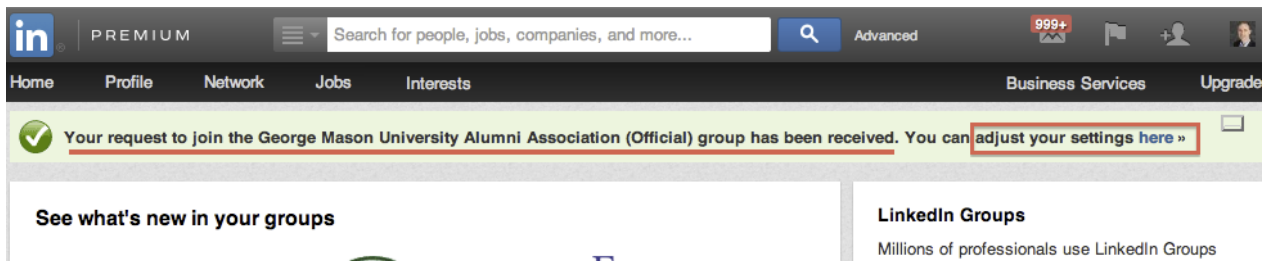 in® PREMIUM Search for people, jobs, companies, and more... Advanced 999+
Home Profile Network Jobs Interests Business Services Upgrade
Your request to join the George Mason University Alumni Association (Official) group has been received. You can adjust your settings here »
See what's new in your groups
LinkedIn Groups
Millions of professionals use LinkedIn Groups